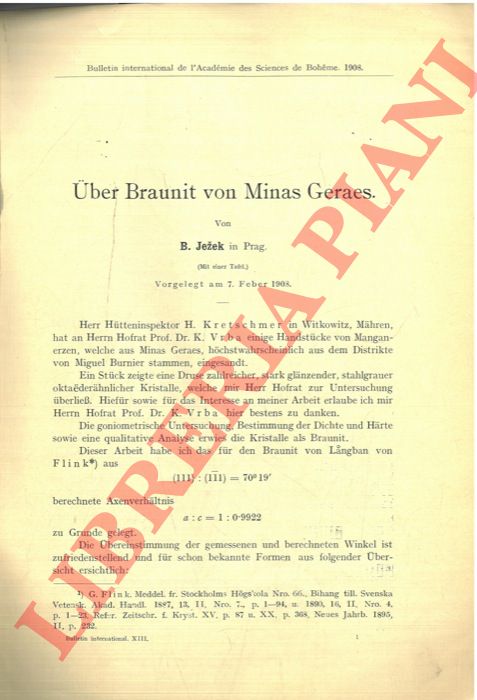 Bulletin international de l'Académie des Sciences de Bohême. 1908.
Über Braunit von Minas Geraes.
Von
B. Ježek in Prag.
(Mit einer Tafel.)
Vorgelegt am 7. Feber 1908.
Herr Hütteninspektor H. Kretschmer in Witkowitz, Mähren,
hat an Herrn Hofrat Prof. Dr. K. Vrba einige Handstücke von Mangan-
erzen, welche aus Minas Geraes, höchstwahrscheinlich aus dem Distrikte
von Miguel Burnier stammen, eingesandt.
Ein Stück zeigte eine Druse zahlreicher, stark glänzender, stahlgrauer
oktaëderähnlicher Kristalle, welche mir Herr Hofrat zur Untersuchung
überließ. Hiefür sowie für das Interesse an meiner Arbeit erlaube ich mir
Herrn Hofrat Prof. Dr. K. Vrba hier bestens zu danken.
Die goniometrische Untersuchung, Bestimmung der Dichte und Härte
sowie eine qualitative Analyse erwies die Kristalle als Braunit.
Dieser Arbeit habe ich das für den Braunit von Långban von
Flink*) aus
(111) : (1̅1̅1) = 70°19′
berechnete Axenverhältnis
a : c = 1 : 0·9922
zu Grunde gelegt.
Die Übereinstimmung der gemessenen und berechneten Winkel ist
zufriedenstellend und für schon bekannte Formen aus folgender Über-
sicht ersichtlich:
¹) G. Flink. Meddel. fr. Stockholms Högs'ola Nro. 66., Bihang till. Svenska
Vetensk. Akad. Handl. 1887, 13, II, Nro. 7., p. 1—94, u. 1890, 16, II, Nro. 4,
p. 1—23. Refer. Zeitschr. f. Kryst. XV, p. 87 u. XX, p. 368, Neues Jahrb. 1895,
II, p. 232.
Bulletin international. XIII.
1
LIBRERIA PIANI